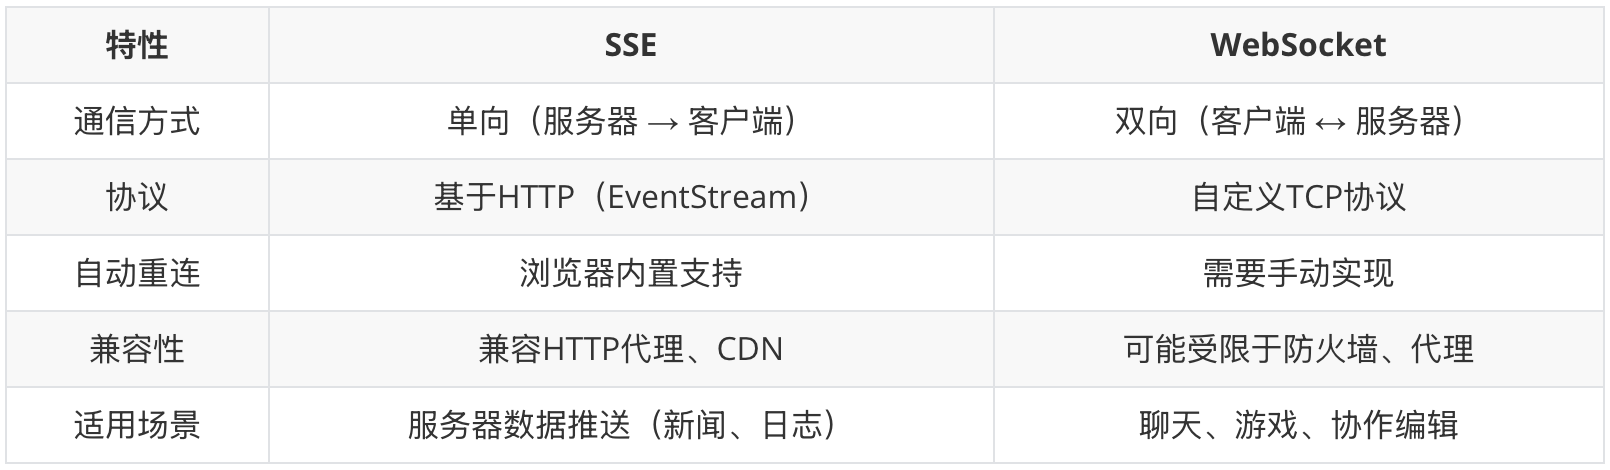 特性 SSE WebSocket
通信方式 单向（服务器 → 客户端） 双向（客户端 ↔ 服务器）
协议 基于HTTP（EventStream） 自定义TCP协议
自动重连 浏览器内置支持 需要手动实现
兼容性 兼容HTTP代理、CDN 可能受限于防火墙、代理
适用场景 服务器数据推送（新闻、日志） 聊天、游戏、协作编辑